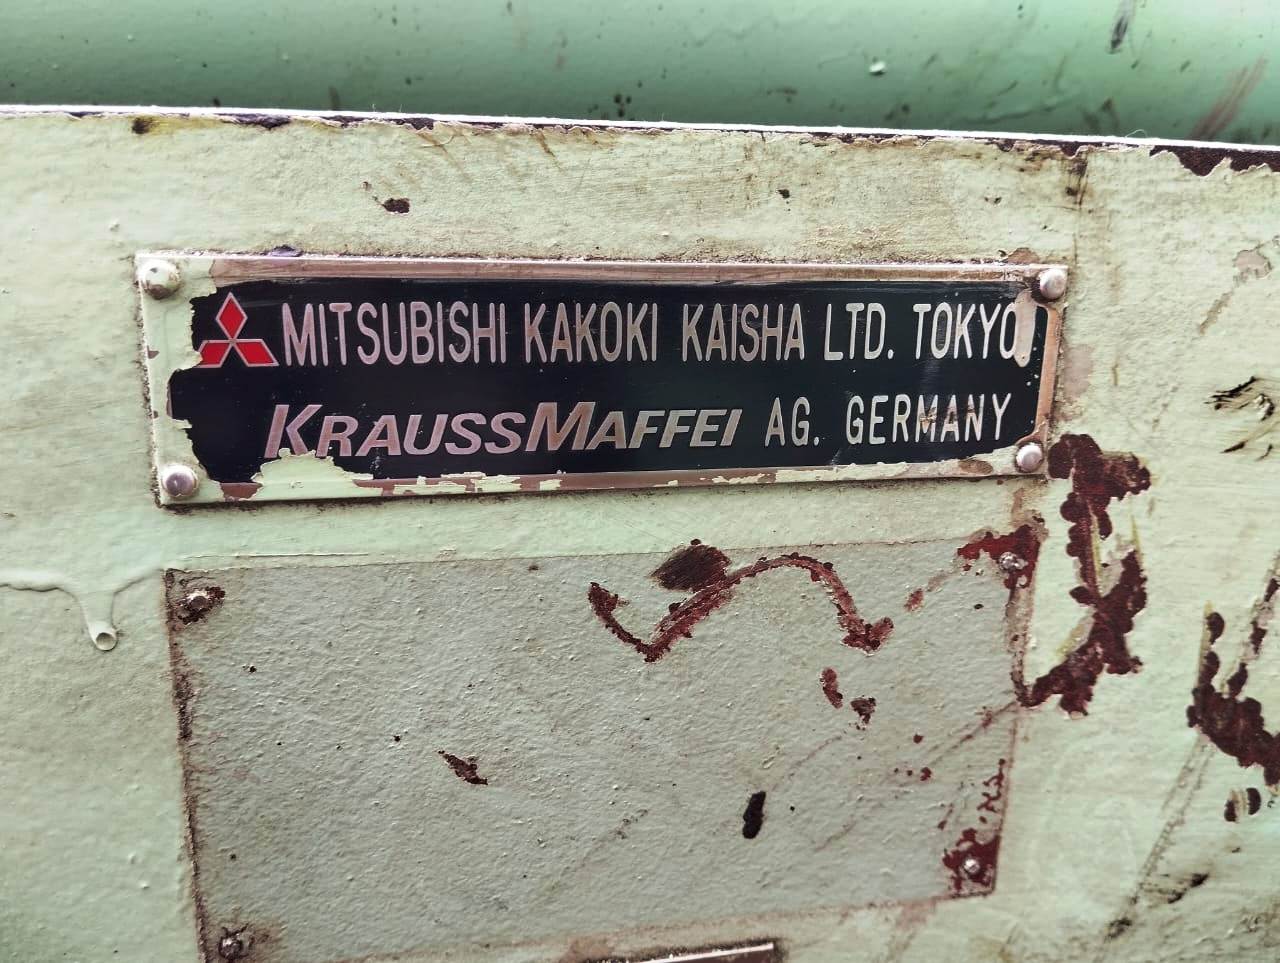 MITSUBISHI KAKOKI KAISHA LTD. TOKYO
KRAUSSMAFFEI AG. GERMANY